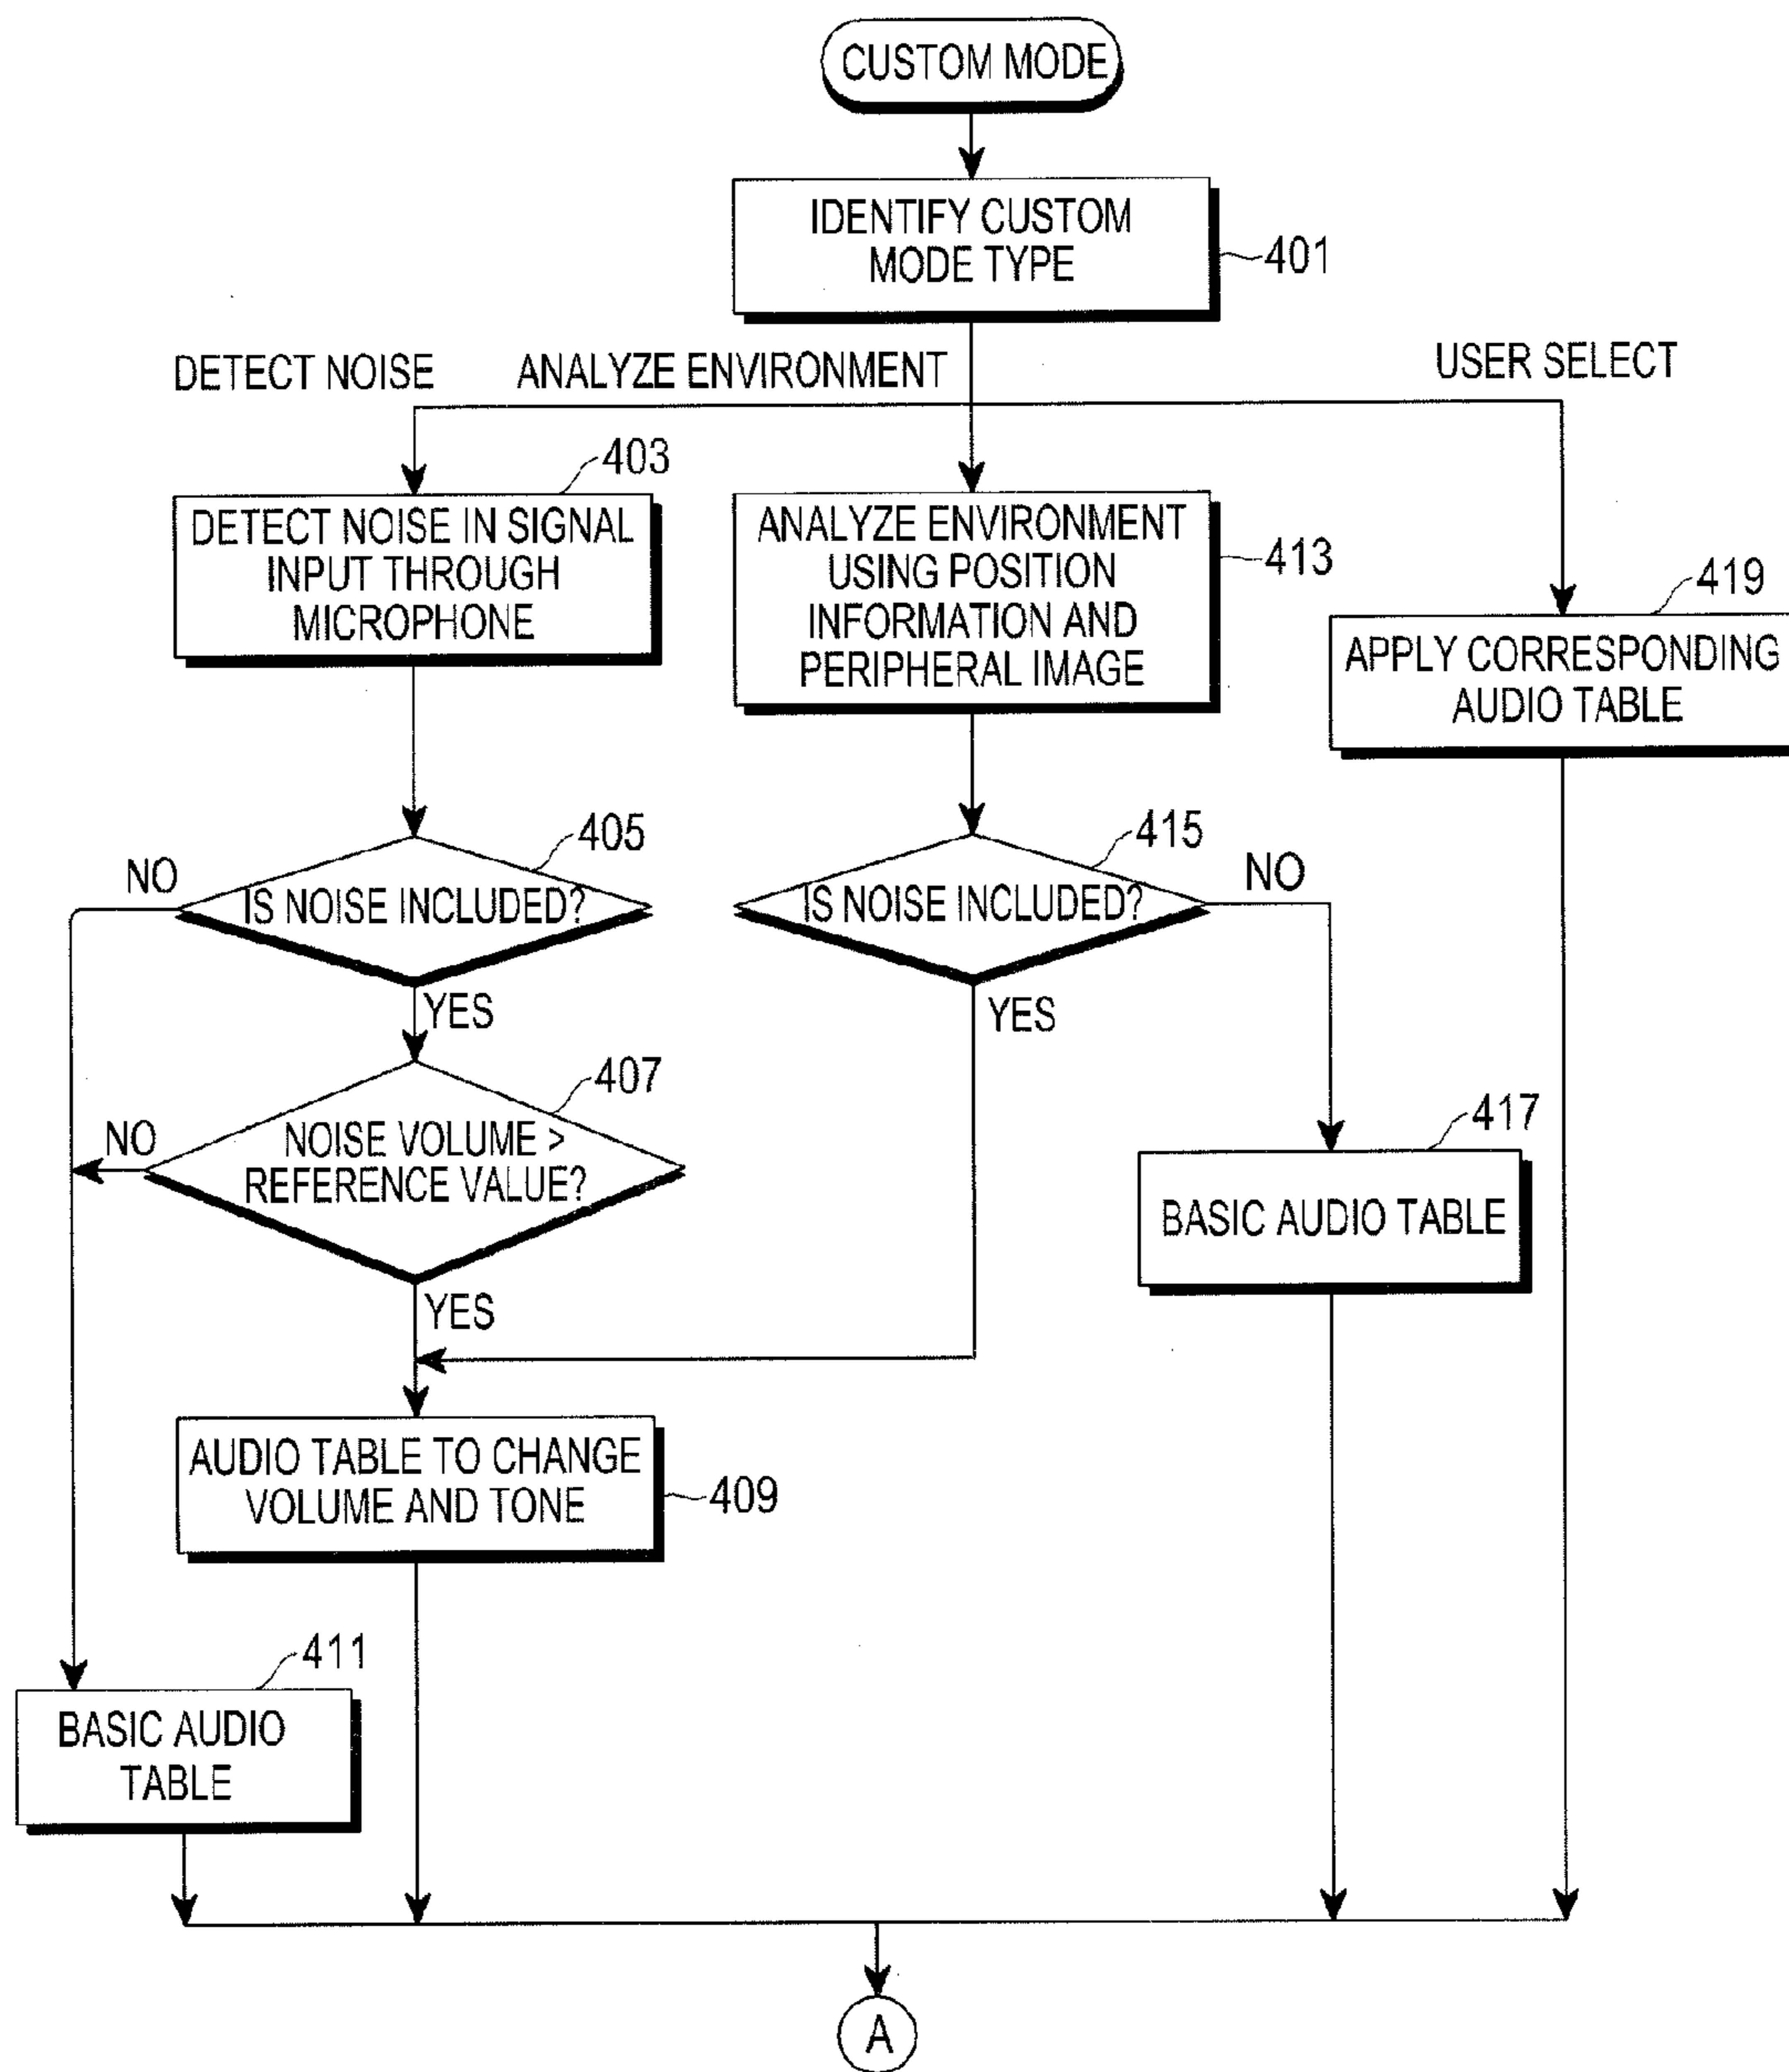 CUSTOM MODE
IDENTIFY CUSTOM
MODE TYPE
401
DETECT NOISE
ANALYZE ENVIRONMENT
USER SELECT
403
DETECT NOISE IN SIGNAL
INPUT THROUGH
MICROPHONE
ANALYZE ENVIRONMENT
USING POSITION
INFORMATION AND
PERIPHERAL IMAGE
413
419
APPLY CORRESPONDING
AUDIO TABLE
405
NO
IS NOISE INCLUDED?
YES
415
IS NOISE INCLUDED?
NO
YES
407
NO
NOISE VOLUME >
REFERENCE VALUE?
YES
417
BASIC AUDIO TABLE
AUDIO TABLE TO CHANGE
VOLUME AND TONE
409
411
BASIC AUDIO
TABLE
A